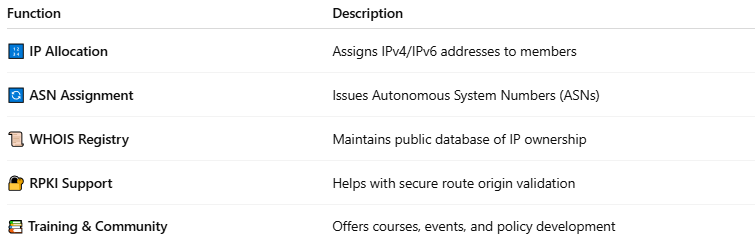 Function Description
🔢 IP Allocation Assigns IPv4/IPv6 addresses to members
🔄 ASN Assignment Issues Autonomous System Numbers (ASNs)
📜 WHOIS Registry Maintains public database of IP ownership
🔐 RPKI Support Helps with secure route origin validation
📚 Training & Community Offers courses, events, and policy development